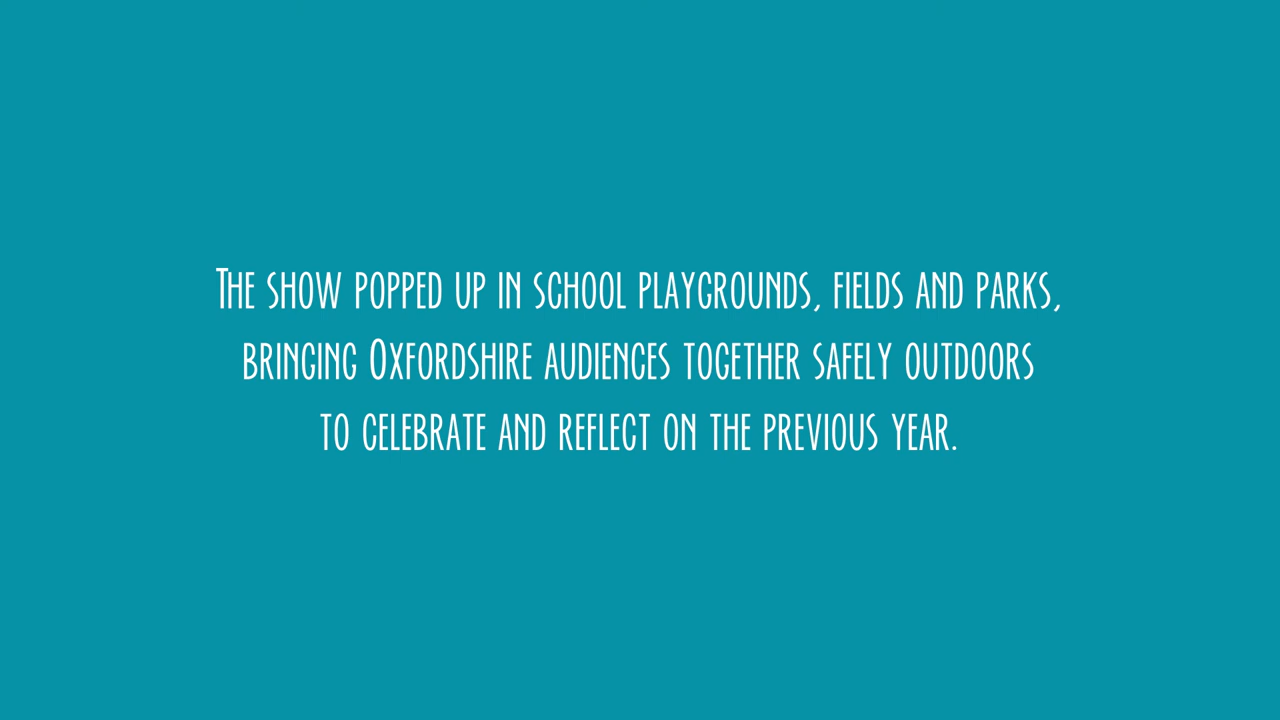 The show popped up in school playgrounds, fields and parks,
bringing Oxfordshire audiences together safely outdoors
to celebrate and reflect on the previous year.